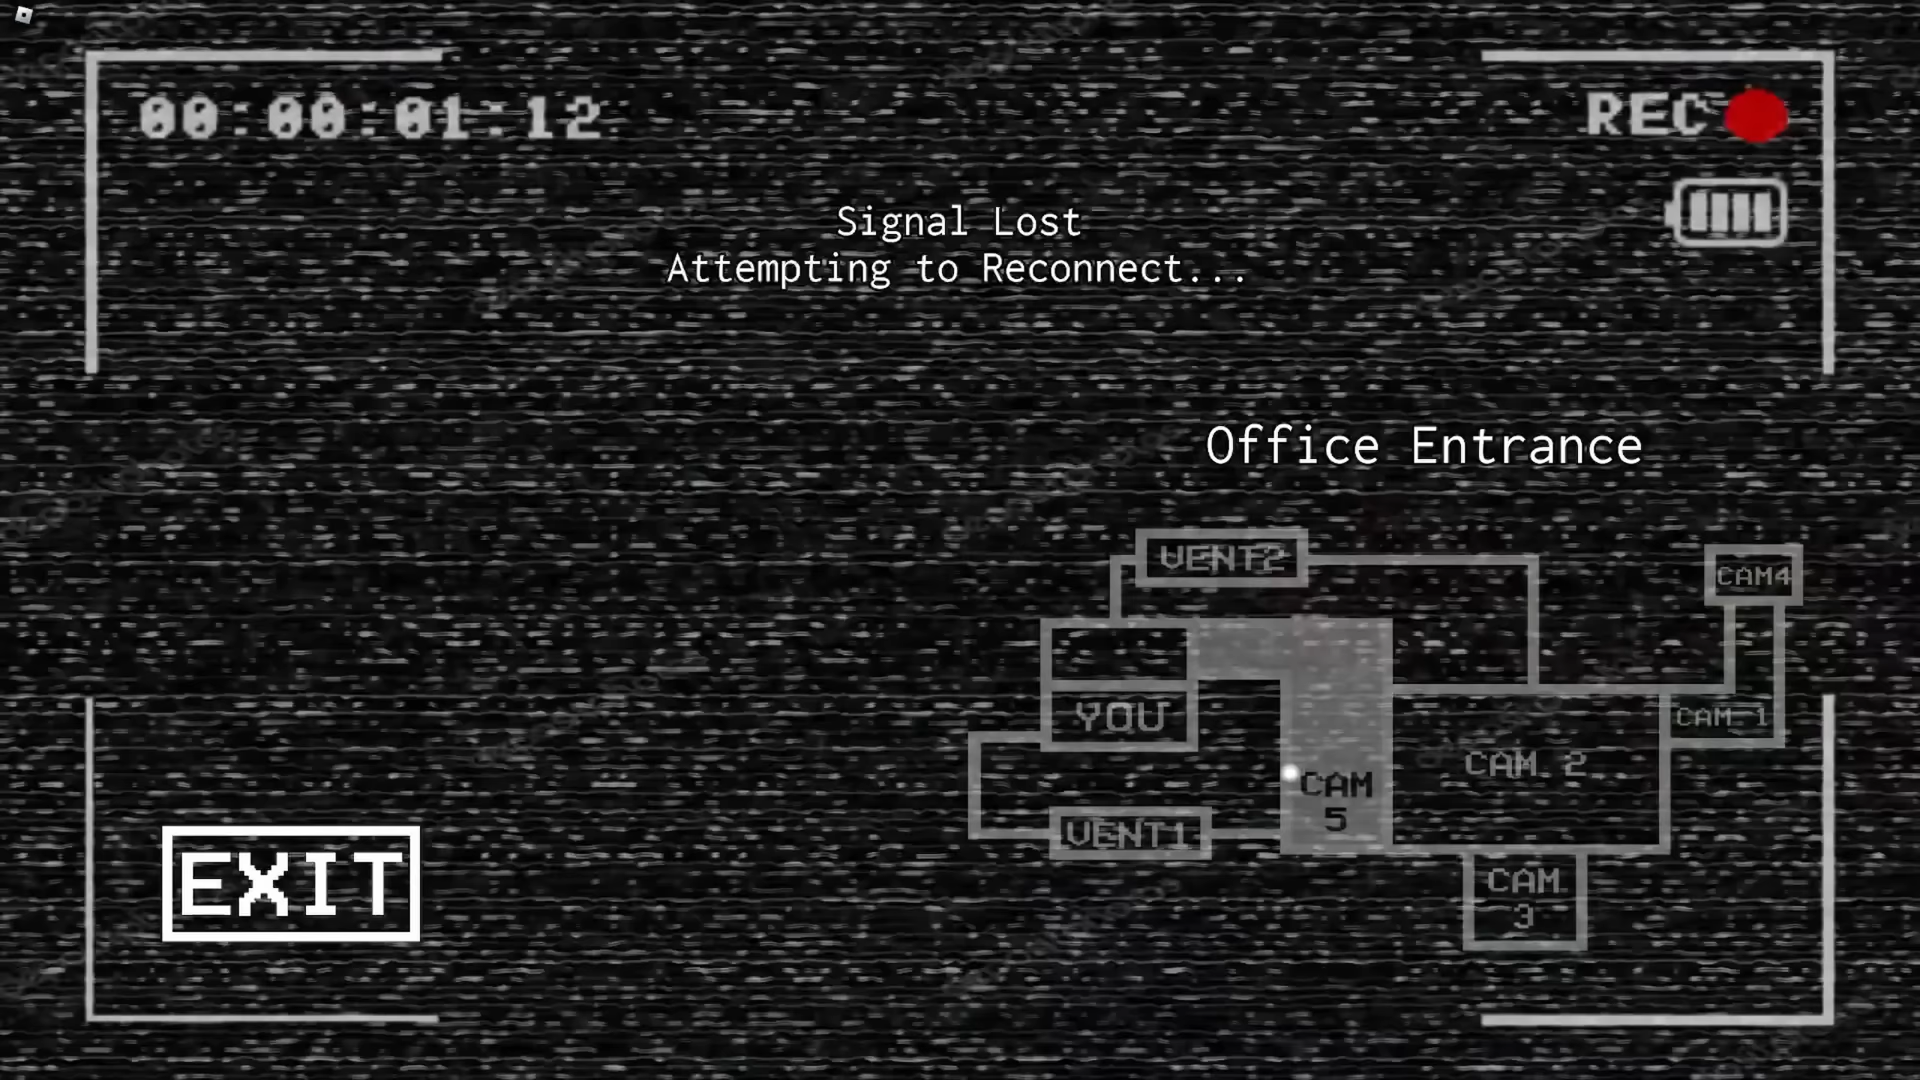 00:00:01:12
REC
Signal Lost
Attempting to Reconnect...
Office Entrance
VENT2
CAM4
YOU
CAM 1
CAM 2
CAM
5
VENT1
CAM
3
EXIT